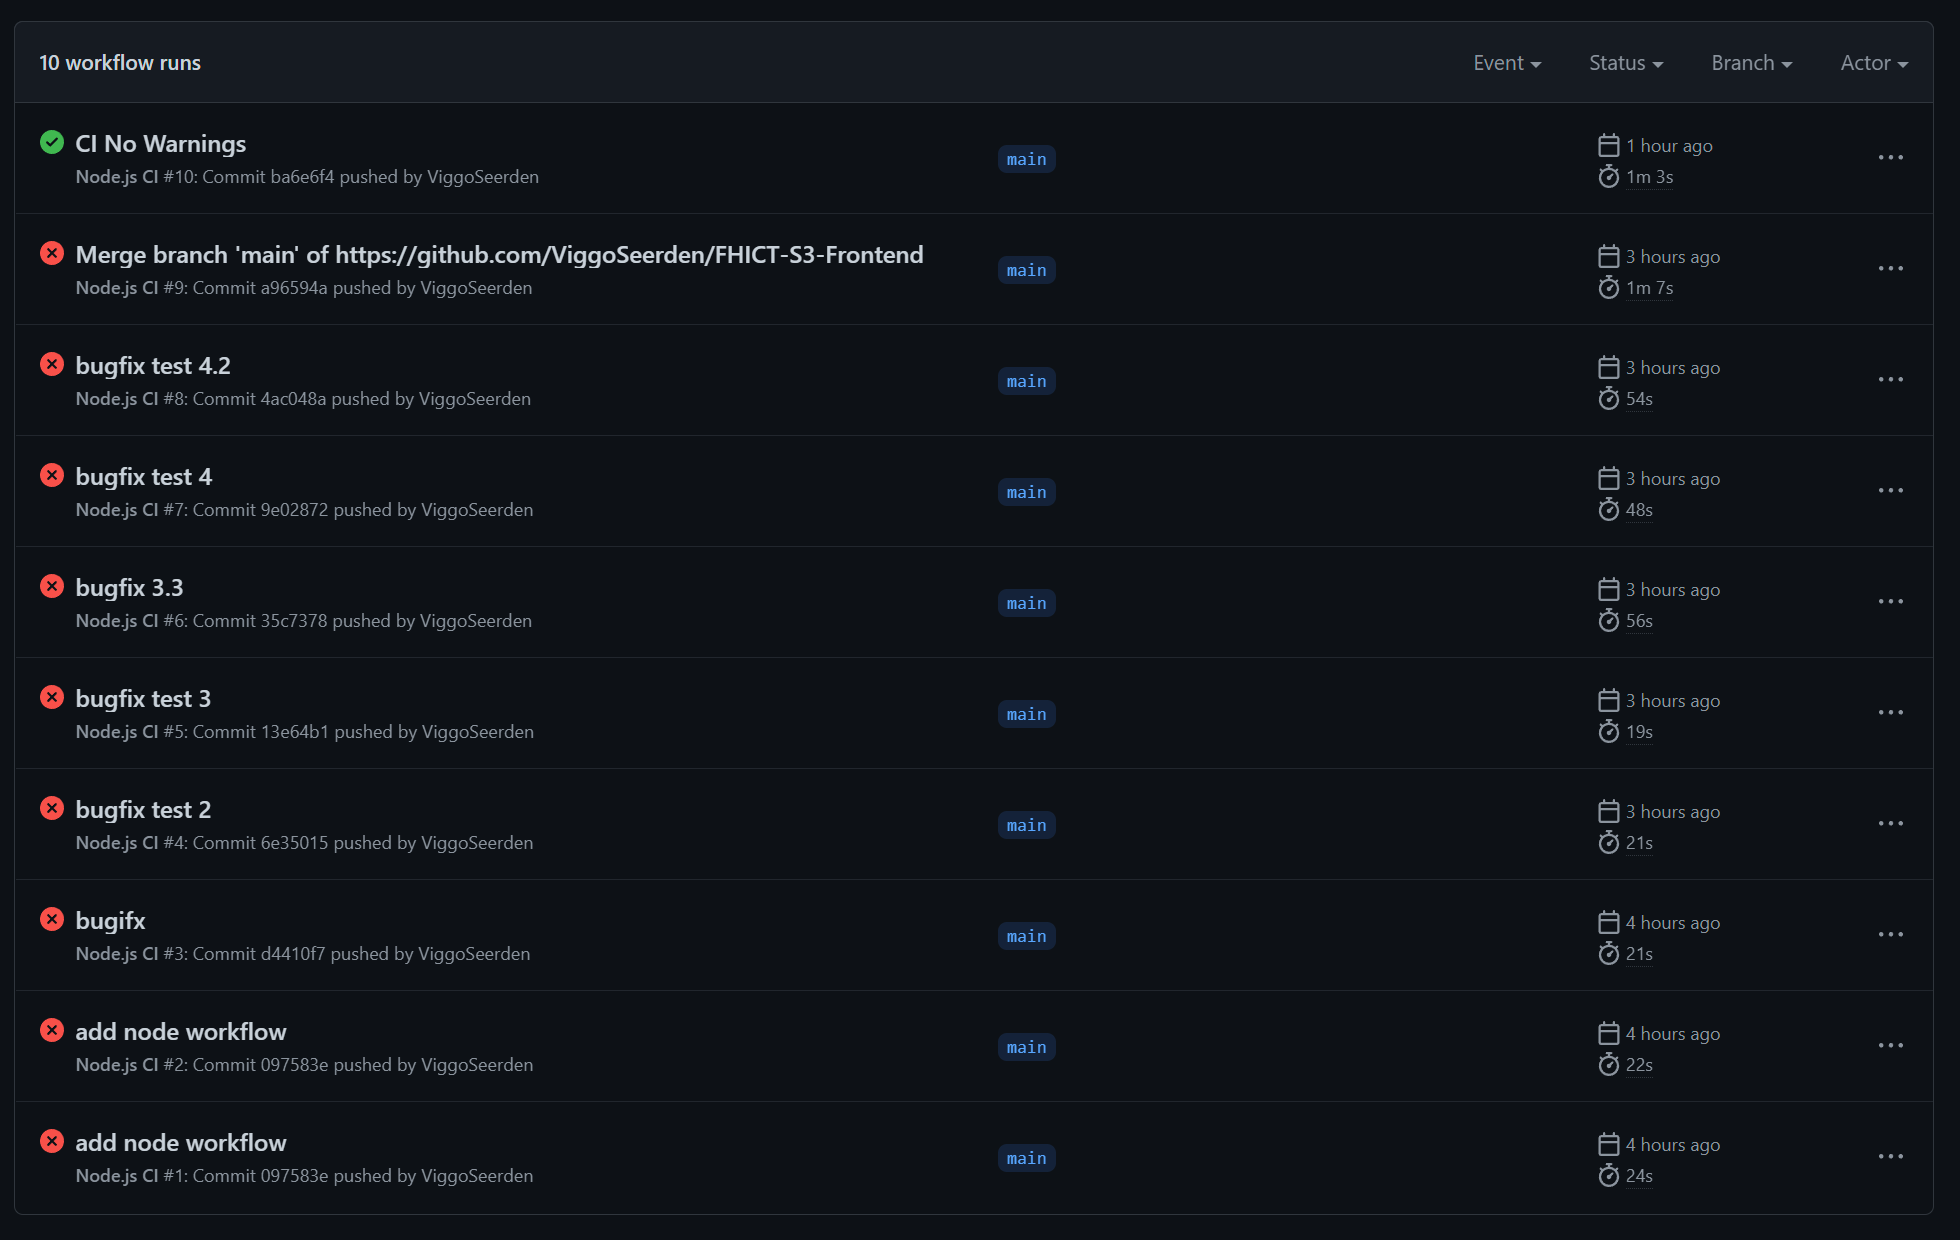 10 workflow runs
Event Status Branch Actor
CI No Warnings
Node.js CI #10: Commit ba6e6f4 pushed by ViggoSeerden
main
1 hour ago
1m 3s
Merge branch 'main' of https://github.com/ViggoSeerden/FHICT-S3-Frontend
Node.js CI #9: Commit a96594a pushed by ViggoSeerden
main
3 hours ago
1m 7s
bugfix test 4.2
Node.js CI #8: Commit 4ac048a pushed by ViggoSeerden
main
3 hours ago
54s
bugfix test 4
Node.js CI #7: Commit 9e02872 pushed by ViggoSeerden
main
3 hours ago
48s
bugfix 3.3
Node.js CI #6: Commit 35c7378 pushed by ViggoSeerden
main
3 hours ago
56s
bugfix test 3
Node.js CI #5: Commit 13e64b1 pushed by ViggoSeerden
main
3 hours ago
19s
bugfix test 2
Node.js CI #4: Commit 6e35015 pushed by ViggoSeerden
main
3 hours ago
21s
bugifx
Node.js CI #3: Commit d4410f7 pushed by ViggoSeerden
main
4 hours ago
21s
add node workflow
Node.js CI #2: Commit 097583e pushed by ViggoSeerden
main
4 hours ago
22s
add node workflow
Node.js CI #1: Commit 097583e pushed by ViggoSeerden
main
4 hours ago
24s